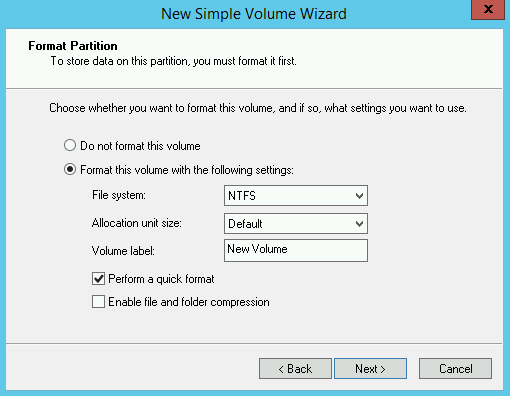 New Simple Volume Wizard
x
Format Partition
To store data on this partition, you must format it first.
Choose whether you want to format this volume, and if so, what settings you want to use.
Do not format this volume
Format this volume with the following settings:
File system: NTFS
Allocation unit size: Default
Volume label: New Volume
Perform a quick format
Enable file and folder compression
< Back Next > Cancel